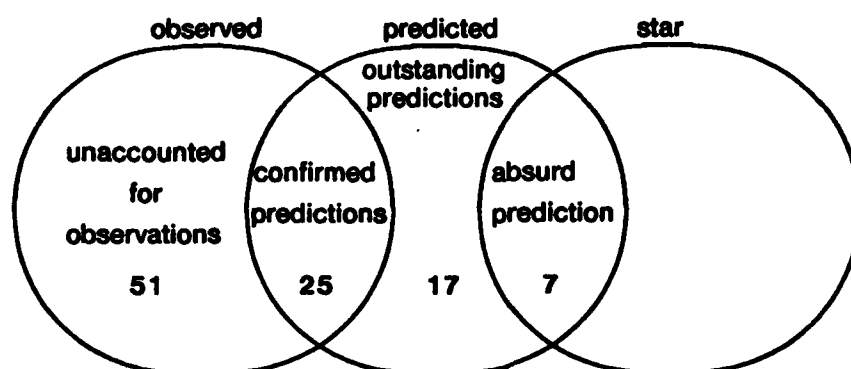 observed predicted star
outstanding
predictions
unaccounted
for
observations
confirmed
predictions
absurd
prediction
51 25 17 7